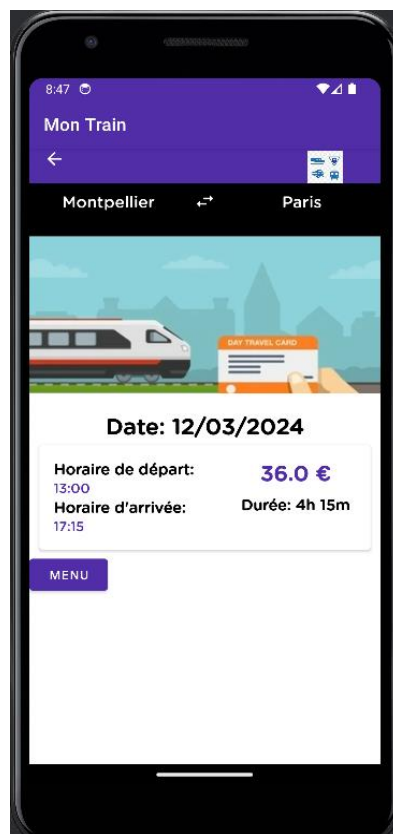 8:47
Mon Train
Montpellier Paris
DAY TRAVEL CARD
Date: 12/03/2024
Horaire de départ: 36.0 €
13:00
Horaire d'arrivée: Durée: 4h 15m
17:15
MENU